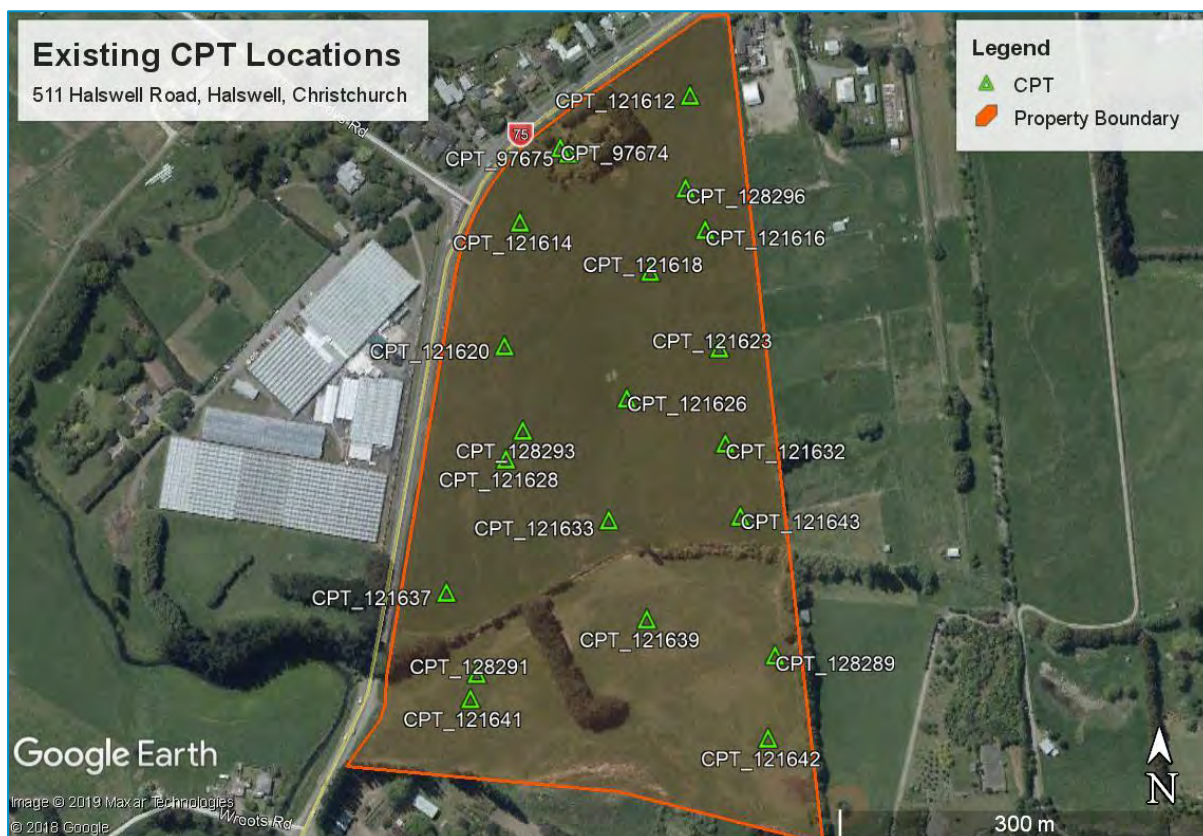 Existing CPT Locations
511 Halswell Road, Halswell, Christchurch
Legend
CPT
Property Boundary
75
CPT_121612
CPT_97675
CPT_97674
CPT_128296
CPT_121614
CPT_121616
CPT_121618
CPT_121620
CPT_121623
CPT_121626
CPT_128293
CPT_121632
CPT_121628
CPT_121633
CPT_121643
CPT_121637
CPT_121639
CPT_128291
CPT_128289
CPT_121641
CPT_121642
Google Earth
Image © 2019 Maxar Technologies
© 2018 Google
Wroots Rd
Rd
N
300 m